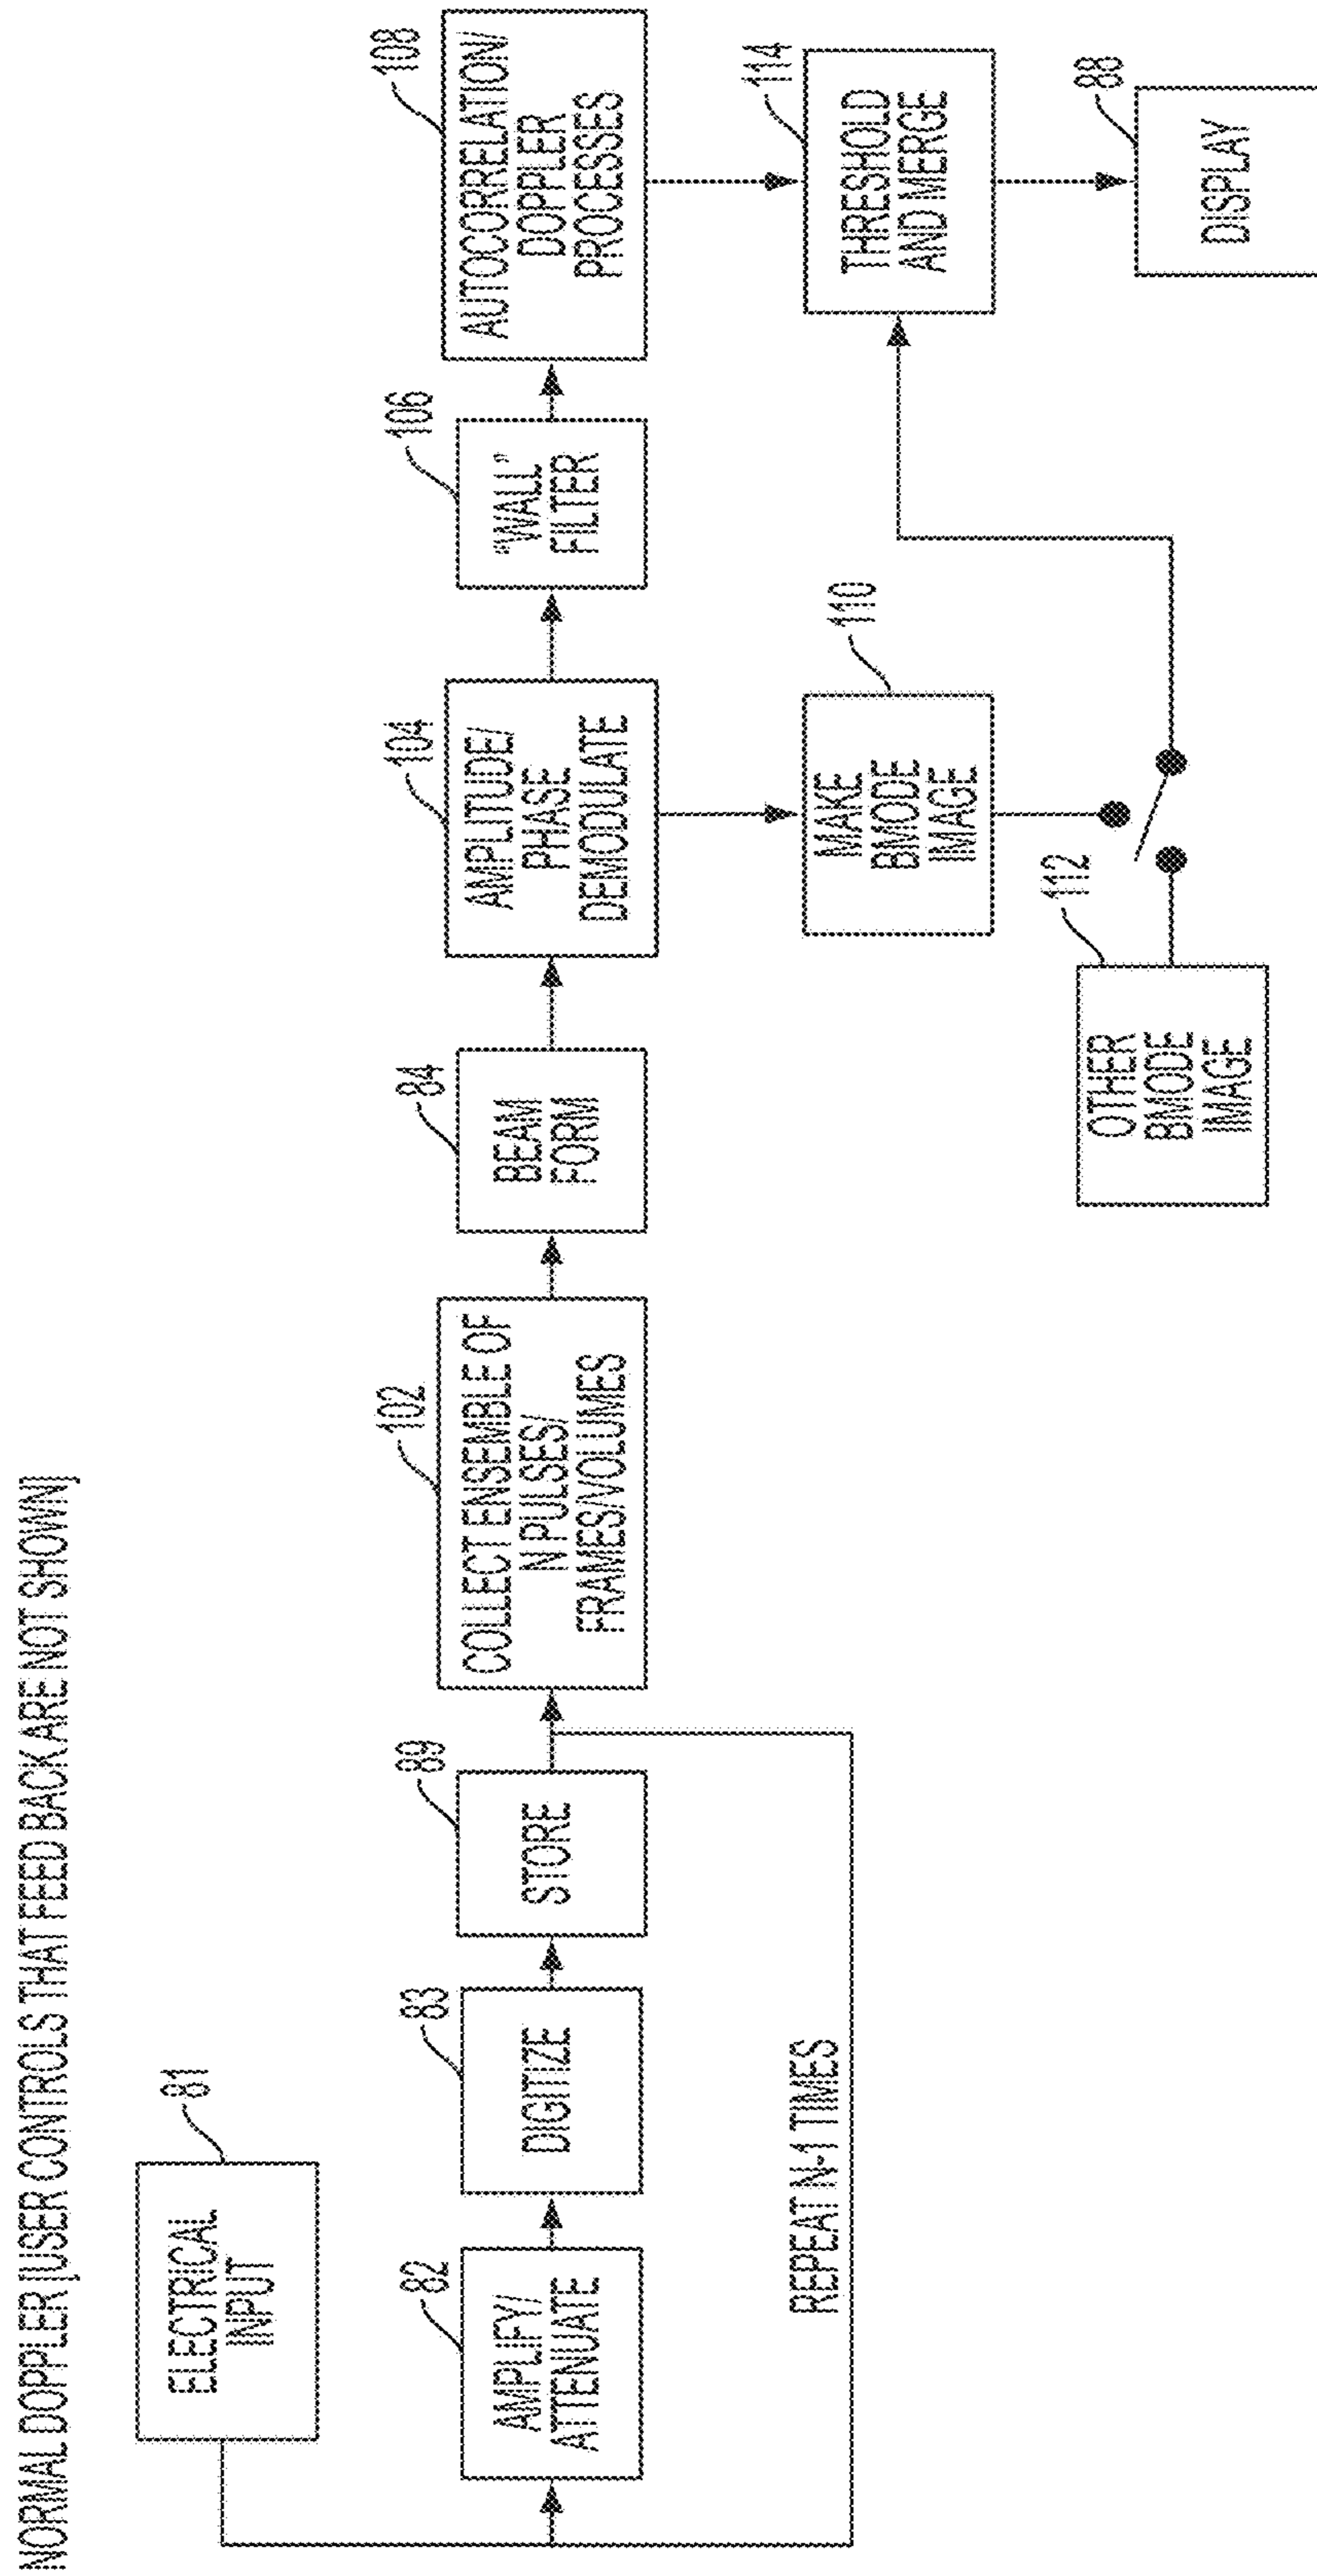 NORMAL DOPPLER [USER CONTROLS THAT FEED BACK ARE NOT SHOWN]
81
ELECTRICAL
INPUT
82
AMPLIFY/
ATTENUATE
83
DIGITIZE
89
STORE
REPEAT N-1 TIMES
102
COLLECT ENSEMBLE OF
N PULSES/
FRAMES/VOLUMES
84
BEAM
FORM
104
AMPLITUDE/
PHASE
DEMODULATE
106
"WALL"
FILTER
108
AUTOCORRELATION/
DOPPLER
PROCESSES
110
MAKE
BMODE
IMAGE
112
OTHER
BMODE
IMAGE
114
THRESHOLD
AND MERGE
88
DISPLAY